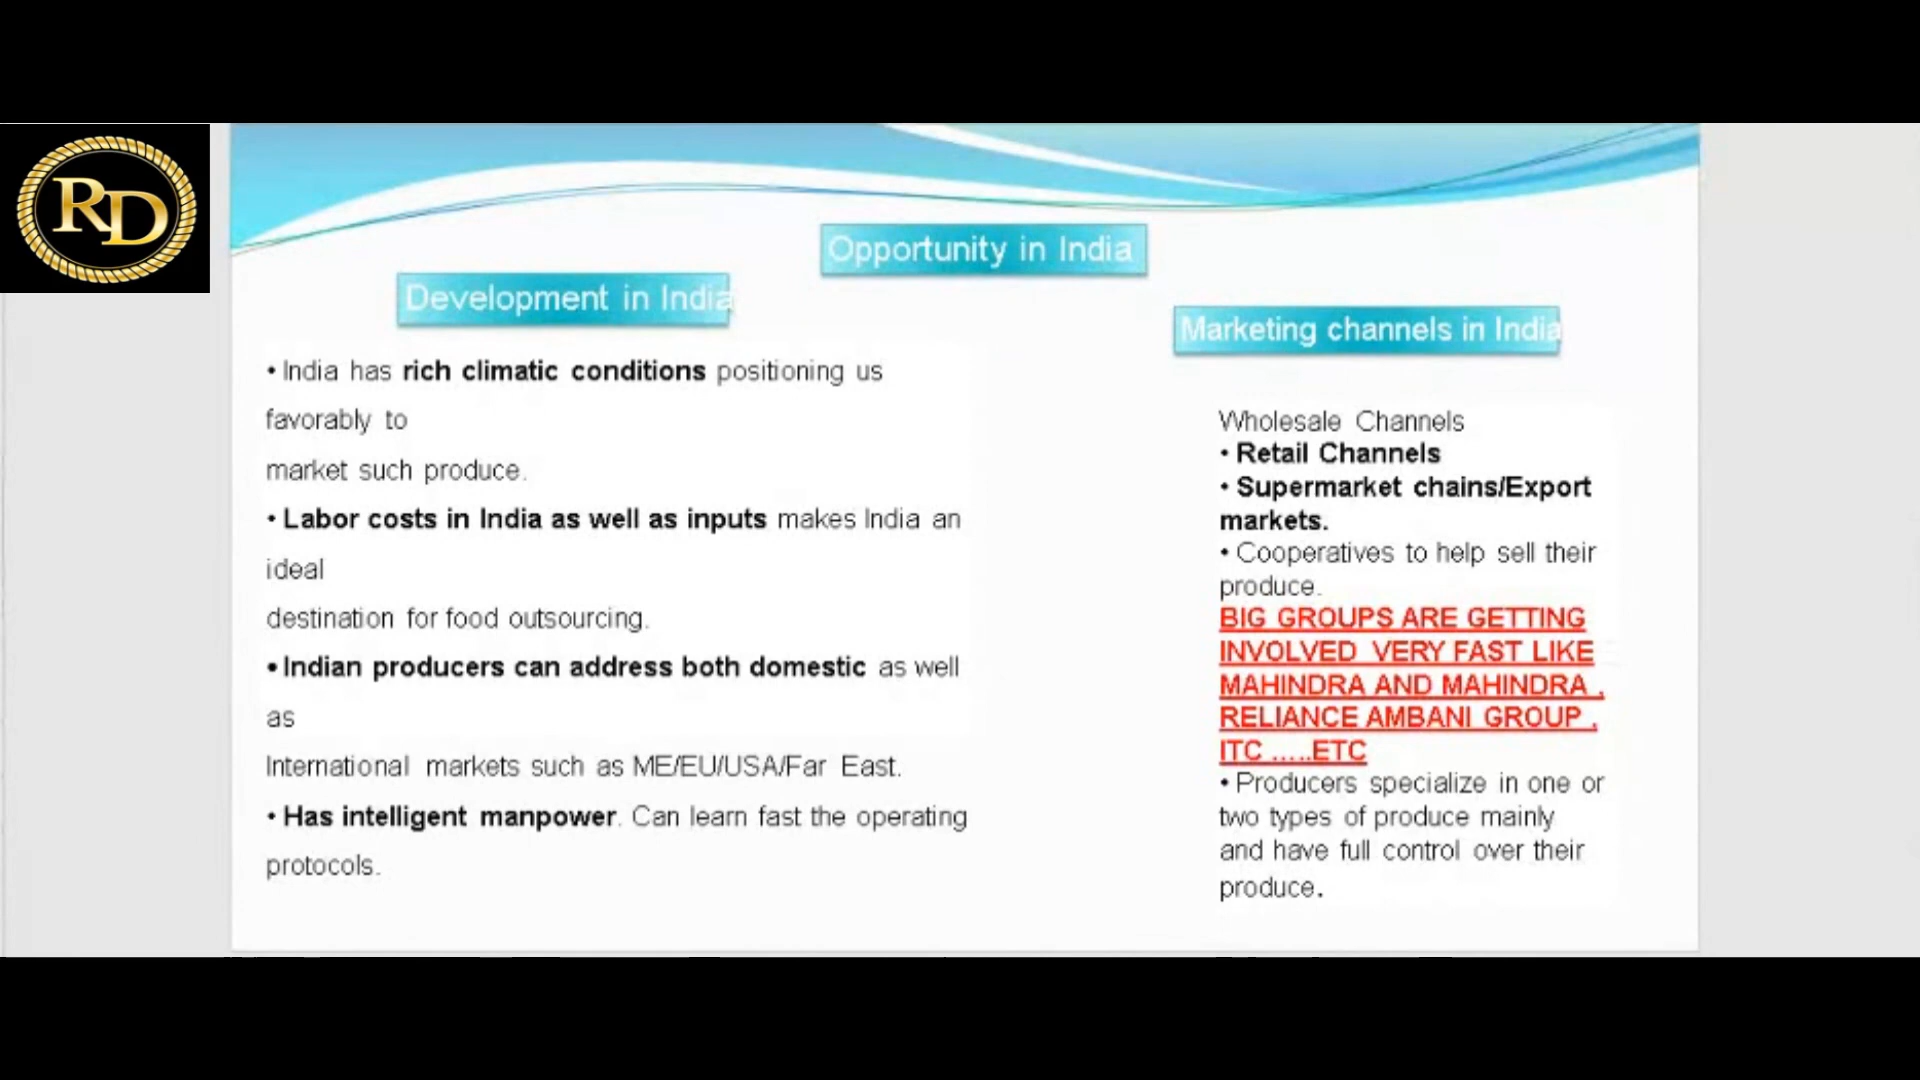 RD
Opportunity in India
Development in India
• India has rich climatic conditions positioning us
favorably to
market such produce.
• Labor costs in India as well as inputs makes India an
ideal
destination for food outsourcing.
• Indian producers can address both domestic as well
as
International markets such as ME/EU/USA/Far East.
• Has intelligent manpower. Can learn fast the operating
protocols.
Marketing channels in India
Wholesale Channels
• Retail Channels
• Supermarket chains/Export
markets.
• Cooperatives to help sell their
produce.
BIG GROUPS ARE GETTING
INVOLVED VERY FAST LIKE
MAHINDRA AND MAHINDRA ,
RELIANCE AMBANI GROUP ,
ITC .....ETC
• Producers specialize in one or
two types of produce mainly
and have full control over their
produce.